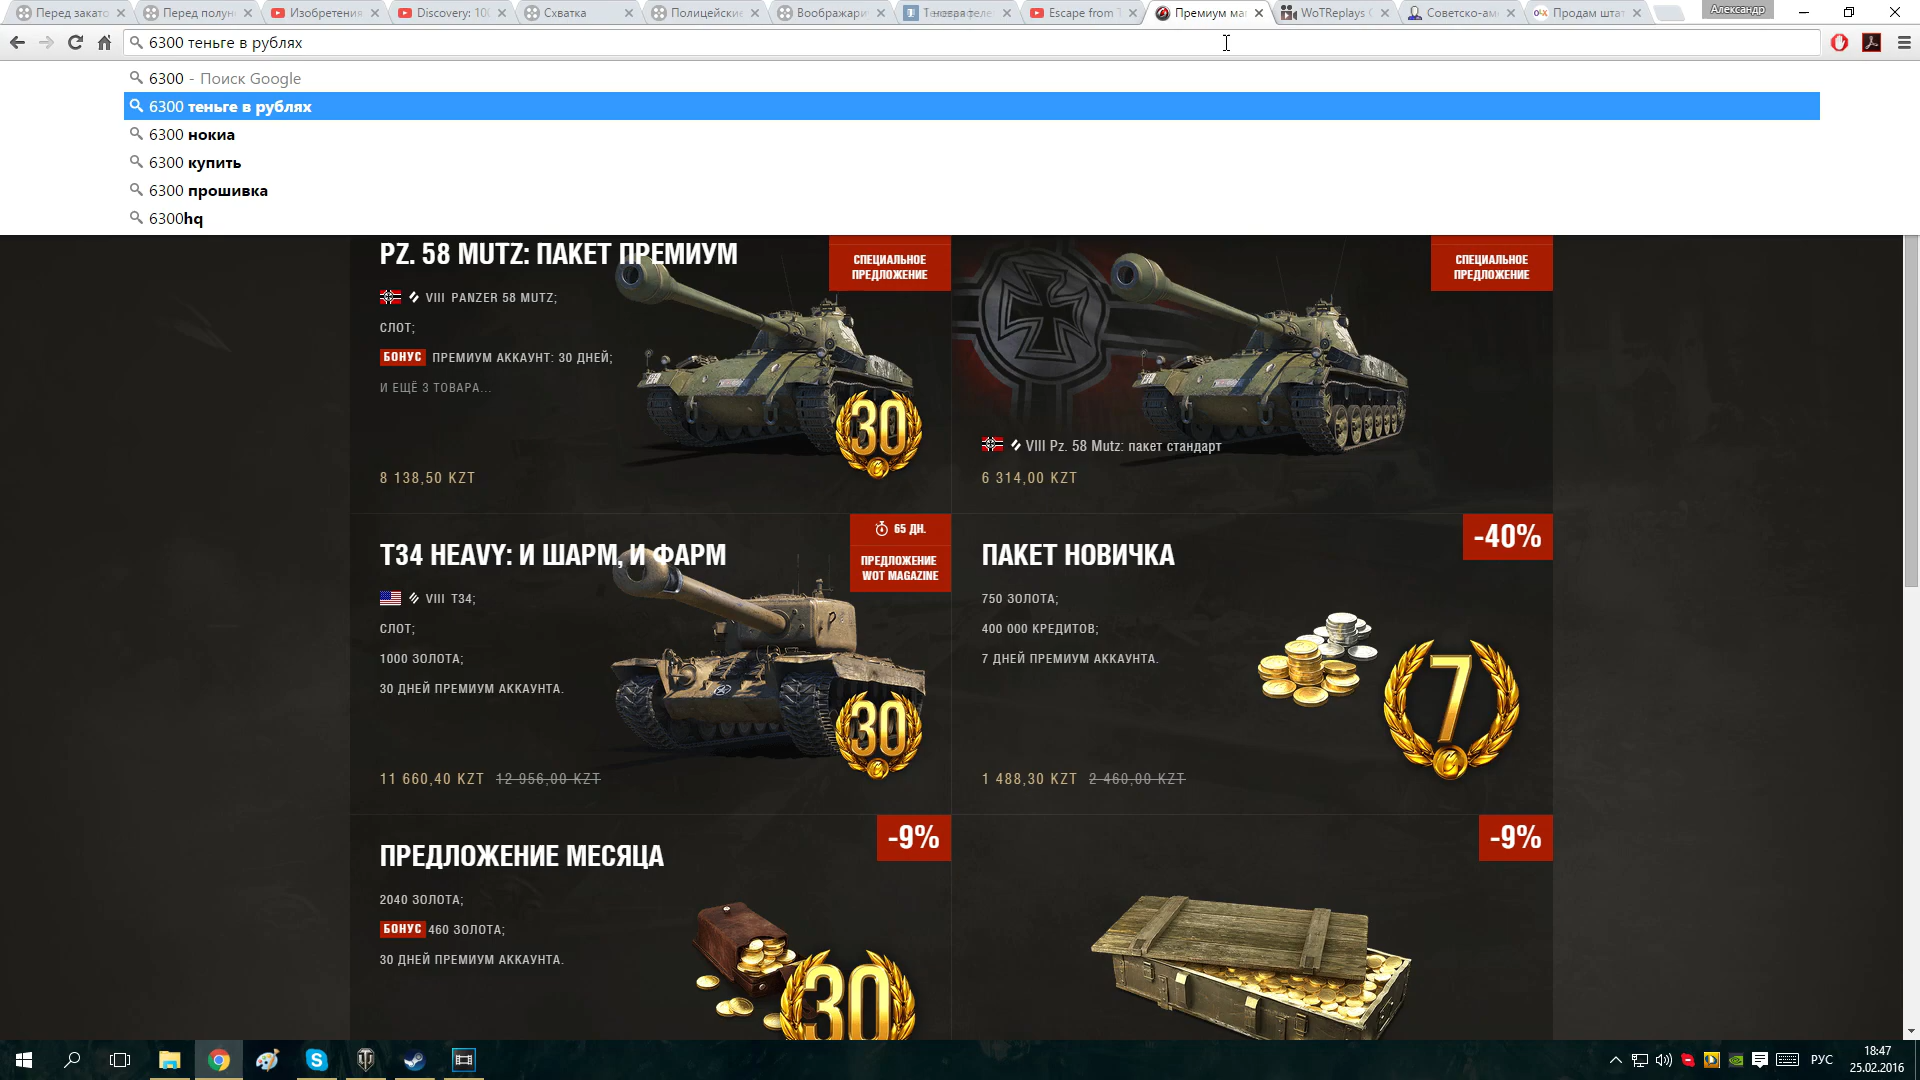 Перед закато
Перед полун
Изобретения
Discovery: 10
Схватка
Полицейские
Воображари
Escape from T
Премиум ма
WoTReplays
Советско-ам
Продам штат
Александр
6300 теньге в рублях
6300 - Поиск Google
6300 теньге в рублях
6300 нокиа
6300 купить
6300 прошивка
6300hq
PZ. 58 MUTZ: ПАКЕТ ПРЕМИУМ
СПЕЦИАЛЬНОЕ
ПРЕДЛОЖЕНИЕ
VIII PANZER 58 MUTZ;
СЛОТ;
БОНУС ПРЕМИУМ АККАУНТ: 30 ДНЕЙ;
И ЕЩЁ 3 ТОВАРА...
30
8 138,50 KZT
СПЕЦИАЛЬНОЕ
ПРЕДЛОЖЕНИЕ
VIII Pz. 58 Mutz: пакет стандарт
6 314,00 KZT
T34 HEAVY: И ШАРМ, И ФАРМ
65 ДН.
ПРЕДЛОЖЕНИЕ
WOT MAGAZINE
VIII T34;
СЛОТ;
1000 ЗОЛОТА;
30 ДНЕЙ ПРЕМИУМ АККАУНТА.
30
11 660,40 KZT 12 956,00 KZT
ПАКЕТ НОВИЧКА
-40%
750 ЗОЛОТА;
400 000 КРЕДИТОВ;
7 ДНЕЙ ПРЕМИУМ АККАУНТА.
7
1 488,30 KZT 2 460,00 KZT
ПРЕДЛОЖЕНИЕ МЕСЯЦА
-9%
2040 ЗОЛОТА;
БОНУС 460 ЗОЛОТА;
30 ДНЕЙ ПРЕМИУМ АККАУНТА.
30
-9%
РУС
18:47
25.02.2016